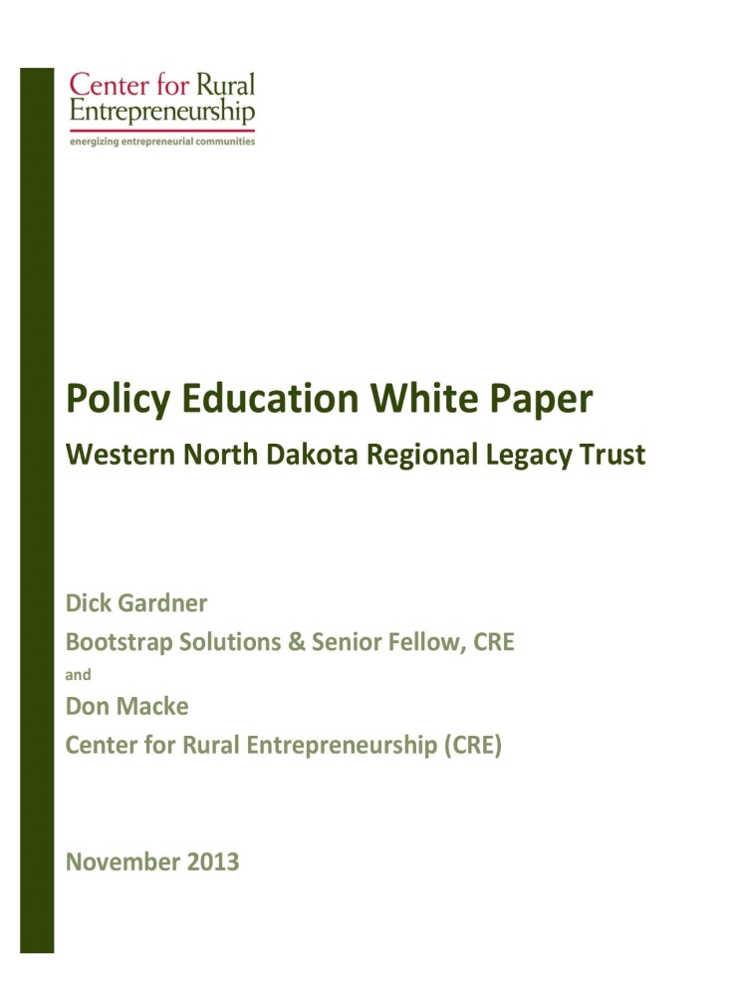 Center for Rural
Entrepreneurship
energizing entrepreneurial communities
Policy Education White Paper
Western North Dakota Regional Legacy Trust
Dick Gardner
Bootstrap Solutions & Senior Fellow, CRE
and
Don Macke
Center for Rural Entrepreneurship (CRE)
November 2013